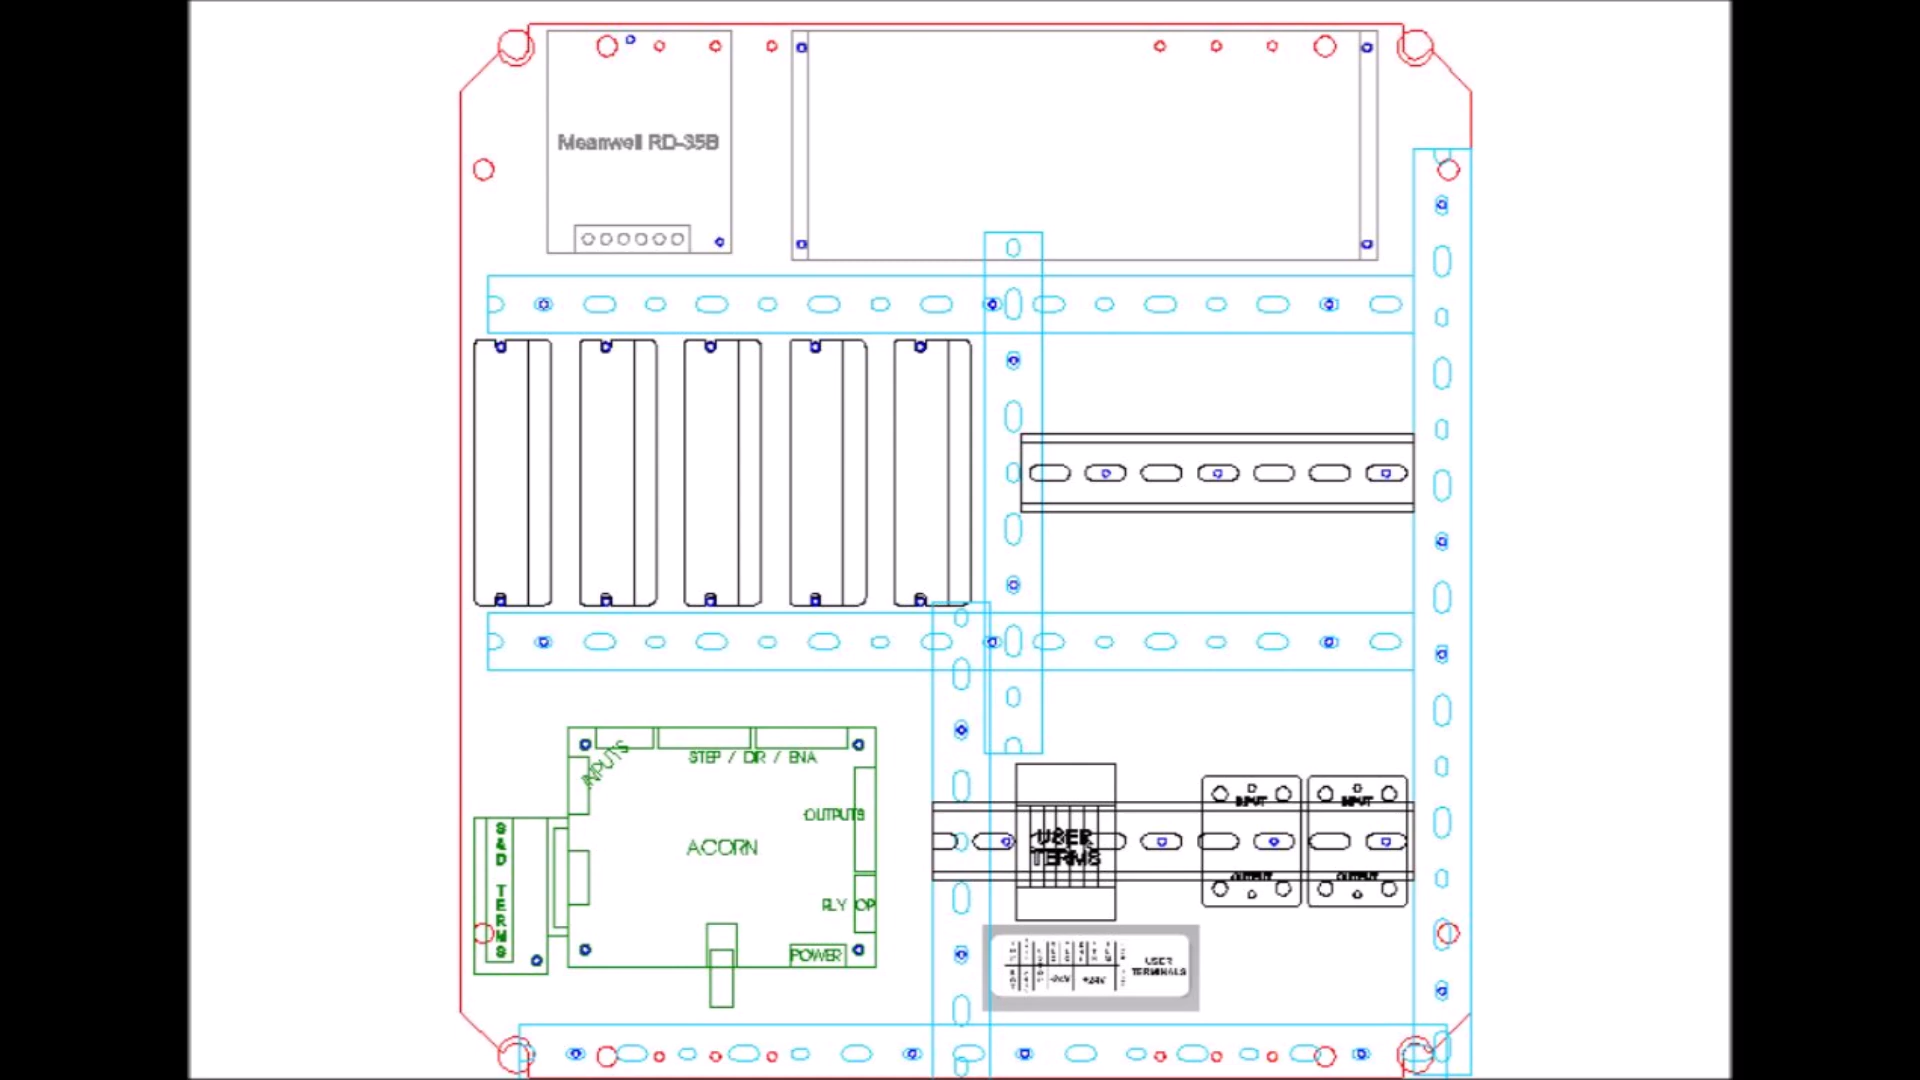 Meanwell RD-35B
INPUTS
STEP / DIR / ENA
OUTPUTS
ACORN
RLY OP
POWER
TERMS
USER
TERMS
INPUT
INPUT
OUTPUT
OUTPUT
USER
TERMINALS
+24V